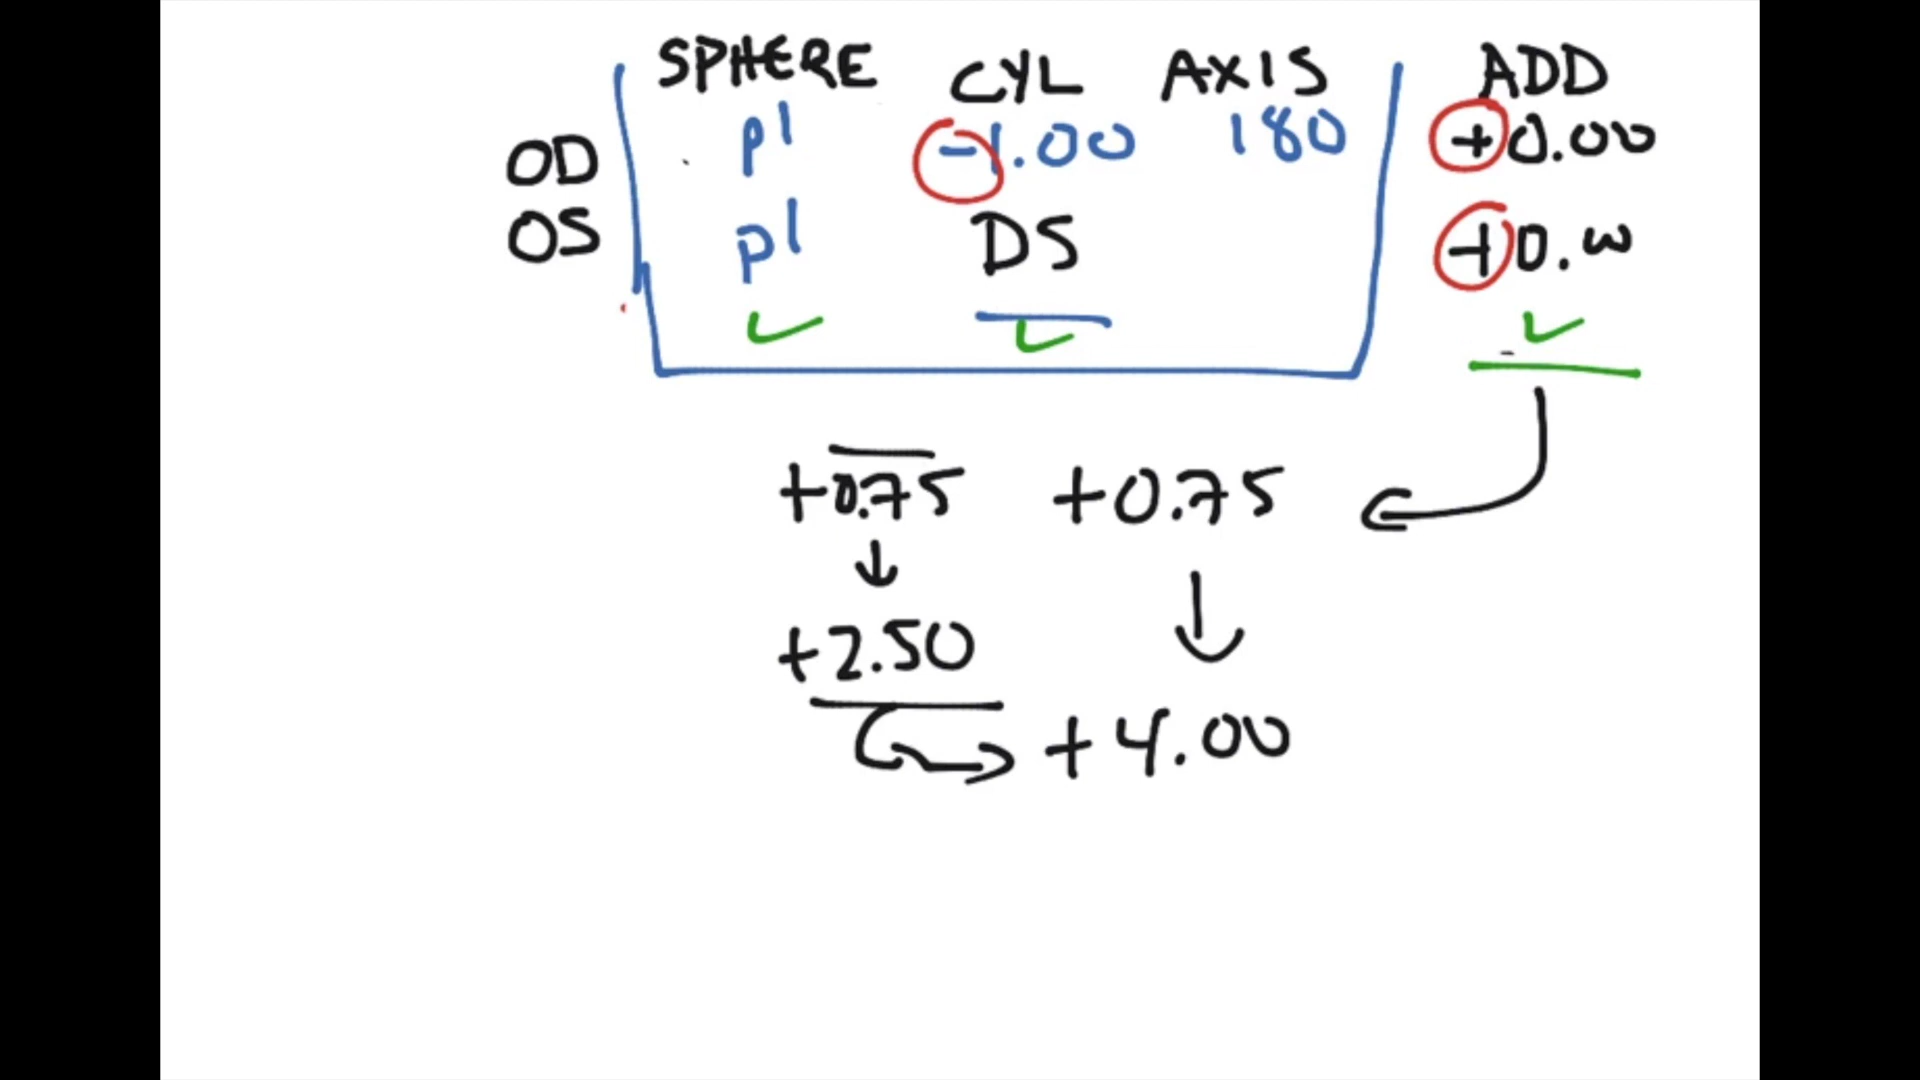 SPHERE CYL AXIS ADD
OD pl -1.00 180 +0.00
OS pl DS +0.00
+0.75 +0.75
+2.50
+4.00